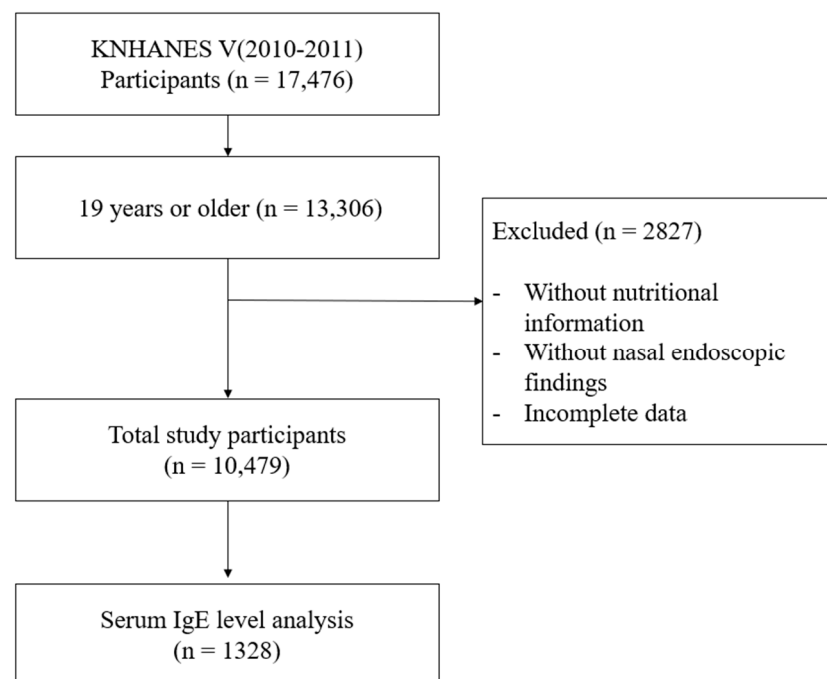 KNHANES V(2010-2011)
Participants (n = 17,476)
19 years or older (n = 13,306)
Excluded (n = 2827)
- Without nutritional
information
- Without nasal endoscopic
findings
- Incomplete data
Total study participants
(n = 10,479)
Serum IgE level analysis
(n = 1328)